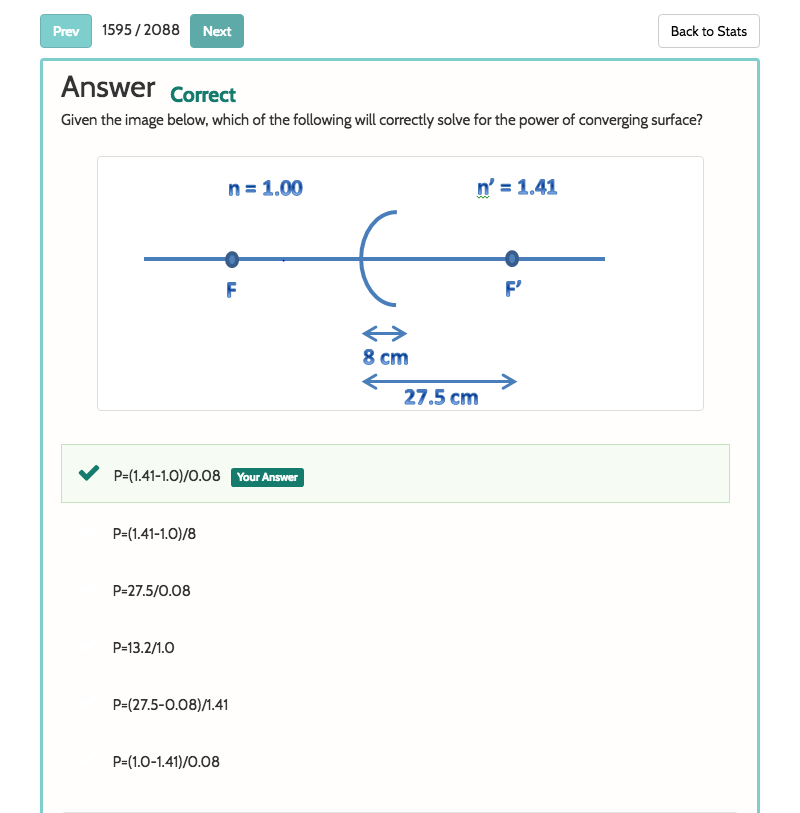 Prev 1595 / 2088 Next Back to Stats
Answer Correct
Given the image below, which of the following will correctly solve for the power of converging surface?
n = 1.00 n’ = 1.41
F F’
8 cm
27.5 cm
P=(1.41-1.0)/0.08 Your Answer
P=(1.41-1.0)/8
P=27.5/0.08
P=13.2/1.0
P=(27.5-0.08)/1.41
P=(1.0-1.41)/0.08